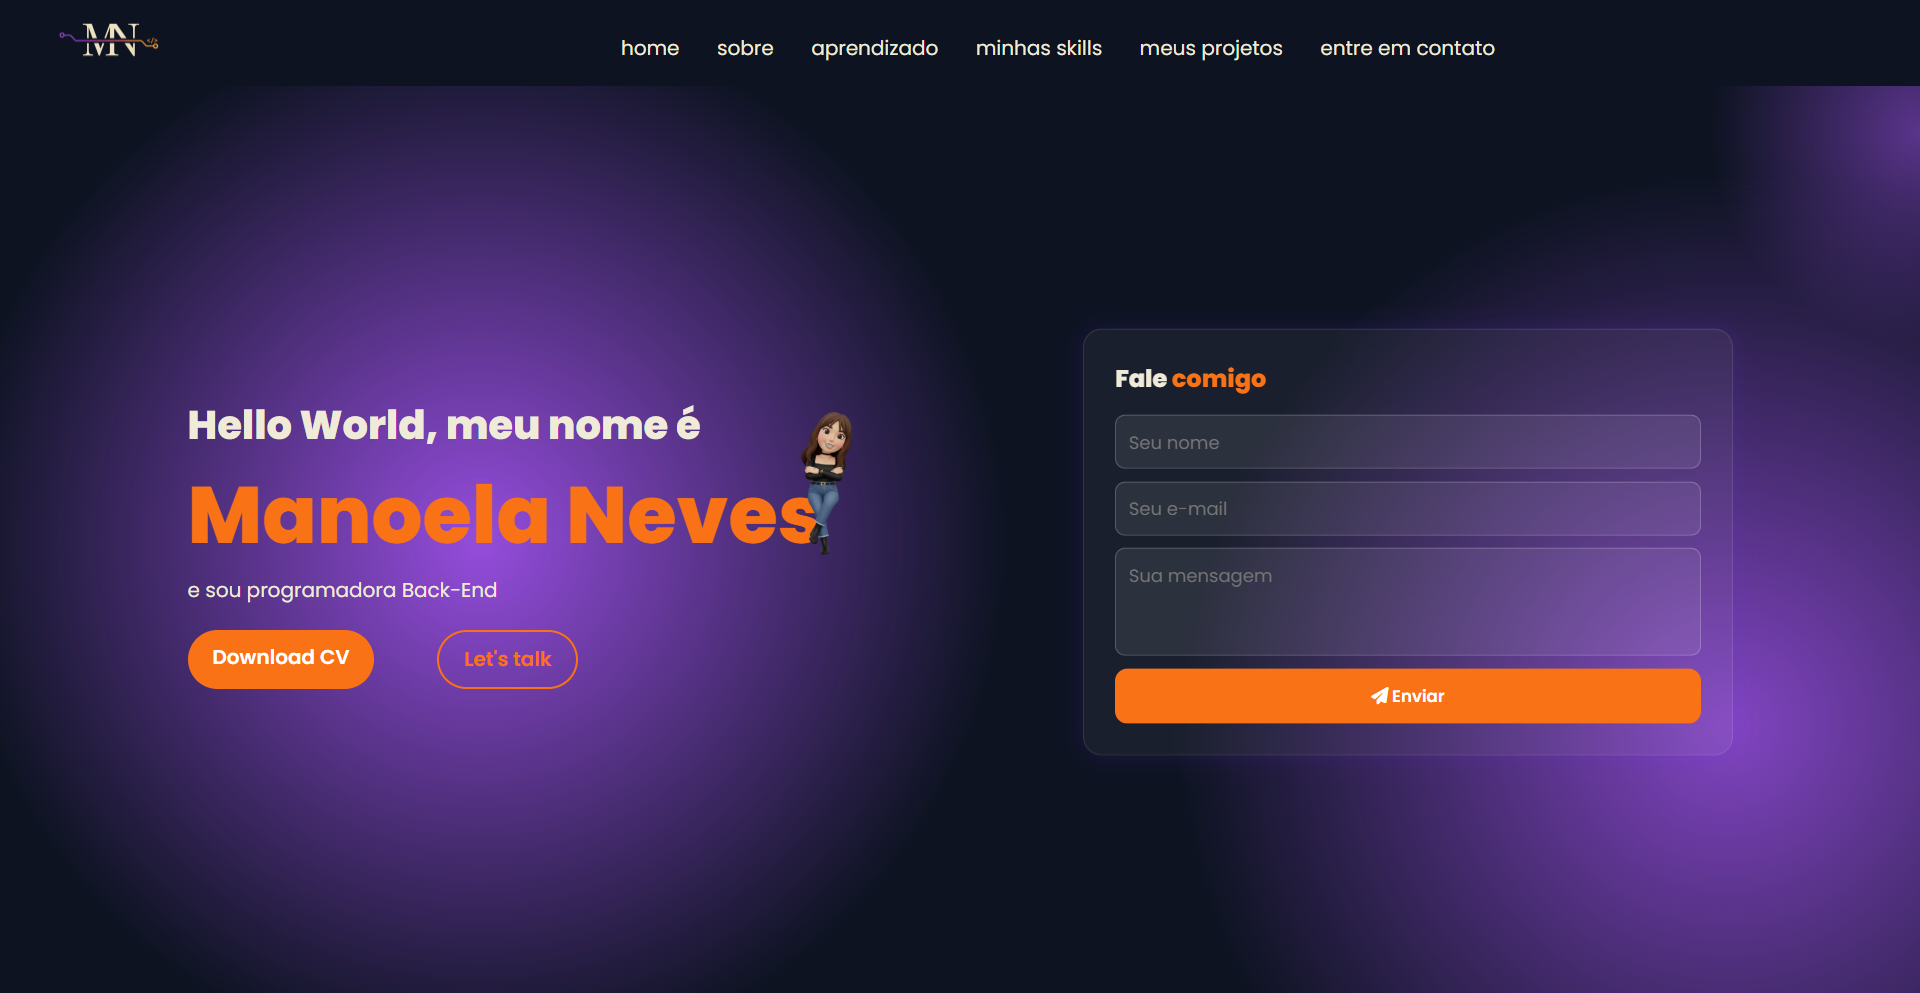 MN </>
home sobre aprendizado minhas skills meus projetos entre em contato
Hello World, meu nome é
Manoela Neves
e sou programadora Back-End
Download CV Let's talk
Fale comigo
Seu nome
Seu e-mail
Sua mensagem
Enviar